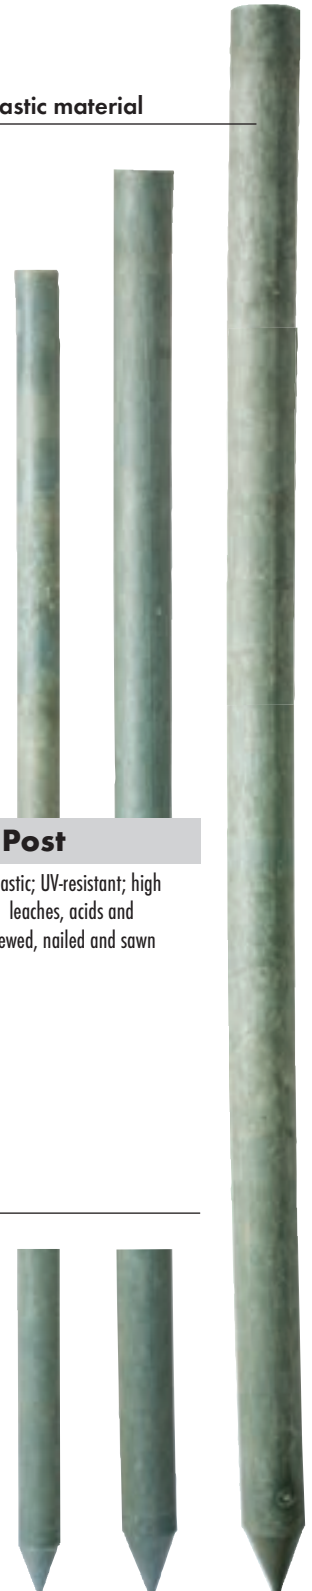 astic material
Post
astic; UV-resistant; high
leaches, acids and
ewed, nailed and sawn